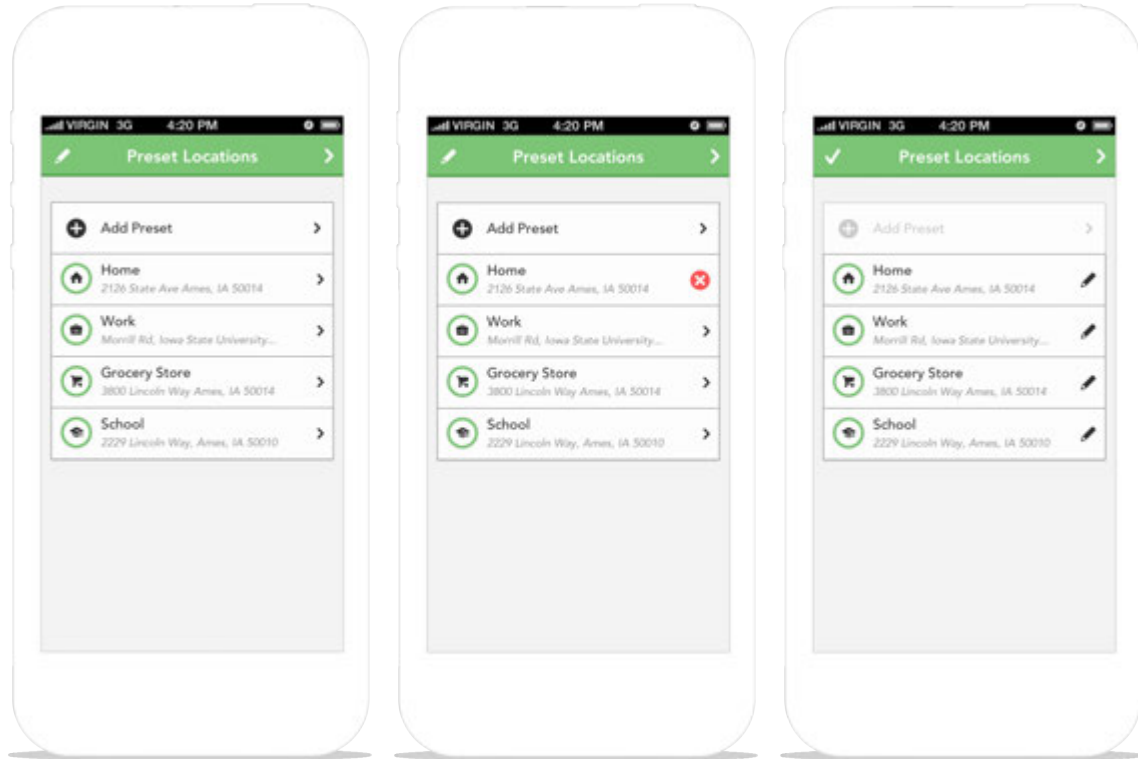 VIRGIN 3G 4:20 PM
Preset Locations
Add Preset
Home
2126 State Ave Ames, IA 50014
Work
Morrill Rd, Iowa State University...
Grocery Store
3800 Lincoln Way Ames, IA 50014
School
2229 Lincoln Way, Ames, IA 50010
VIRGIN 3G 4:20 PM
Preset Locations
Add Preset
Home
2126 State Ave Ames, IA 50014
Work
Morrill Rd, Iowa State University...
Grocery Store
3800 Lincoln Way Ames, IA 50014
School
2229 Lincoln Way, Ames, IA 50010
VIRGIN 3G 4:20 PM
Preset Locations
Add Preset
Home
2126 State Ave Ames, IA 50014
Work
Morrill Rd, Iowa State University...
Grocery Store
3800 Lincoln Way Ames, IA 50014
School
2229 Lincoln Way, Ames, IA 50010